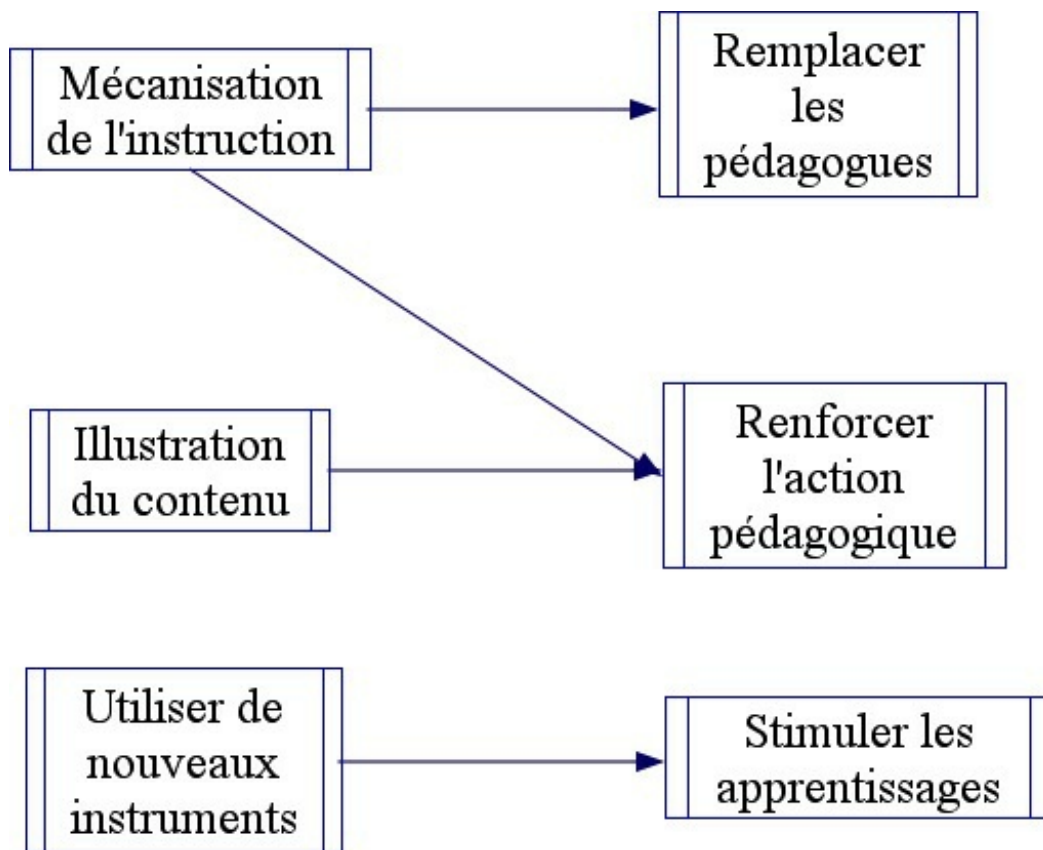 Mécanisation
de l'instruction
Remplacer
les
pédagogues
Illustration
du contenu
Renforcer
l'action
pédagogique
Utiliser de
nouveaux
instruments
Stimuler les
apprentissages